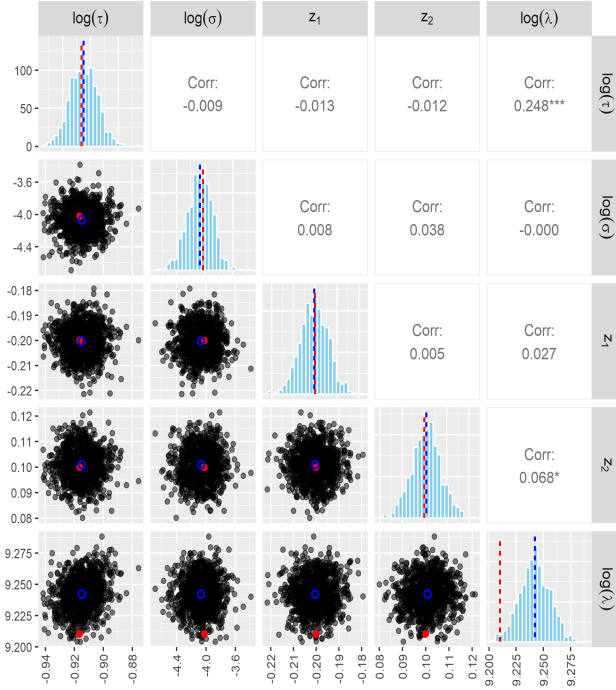 log(τ) log(σ) z₁ z₂ log(λ)
100
50
0
Corr:
-0.009
Corr:
-0.013
Corr:
-0.012
Corr:
0.248***
log(τ)
-3.6
-4.0
-4.4
Corr:
0.008
Corr:
0.038
Corr:
-0.000
log(σ)
-0.18
-0.19
-0.20
-0.21
-0.22
Corr:
0.005
Corr:
0.027
z₁
0.12
0.11
0.10
0.09
0.08
Corr:
0.068*
z₂
9.275
9.250
9.225
9.200
log(λ)
-0.94 -0.92 -0.90 -0.88
-4.4 -4.0 -3.6
-0.22 -0.21 -0.20 -0.19 -0.18
0.08 0.09 0.10 0.11 0.12
9.200 9.225 9.250 9.275